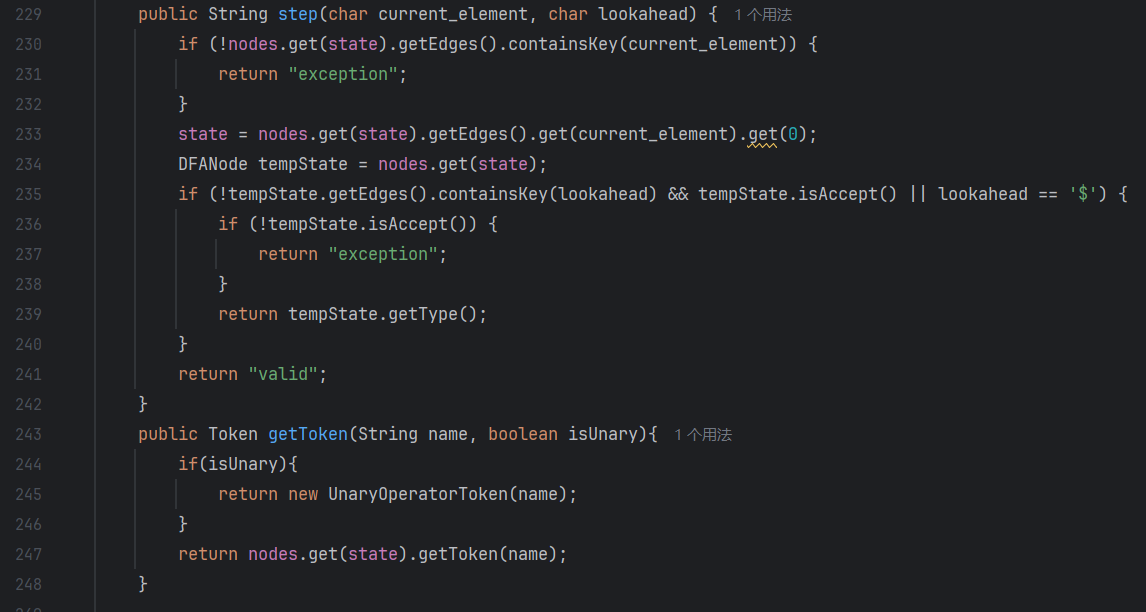 229 public String step(char current_element, char lookahead) { 1 个用法
230 if (!nodes.get(state).getEdges().containsKey(current_element)) {
231 return "exception";
232 }
233 state = nodes.get(state).getEdges().get(current_element).get(0);
234 DFANode tempState = nodes.get(state);
235 if (!tempState.getEdges().containsKey(lookahead) && tempState.isAccept() || lookahead == '$') {
236 if (!tempState.isAccept()) {
237 return "exception";
238 }
239 return tempState.getType();
240 }
241 return "valid";
242 }
243 public Token getToken(String name, boolean isUnary){ 1 个用法
244 if(isUnary){
245 return new UnaryOperatorToken(name);
246 }
247 return nodes.get(state).getToken(name);
248 }